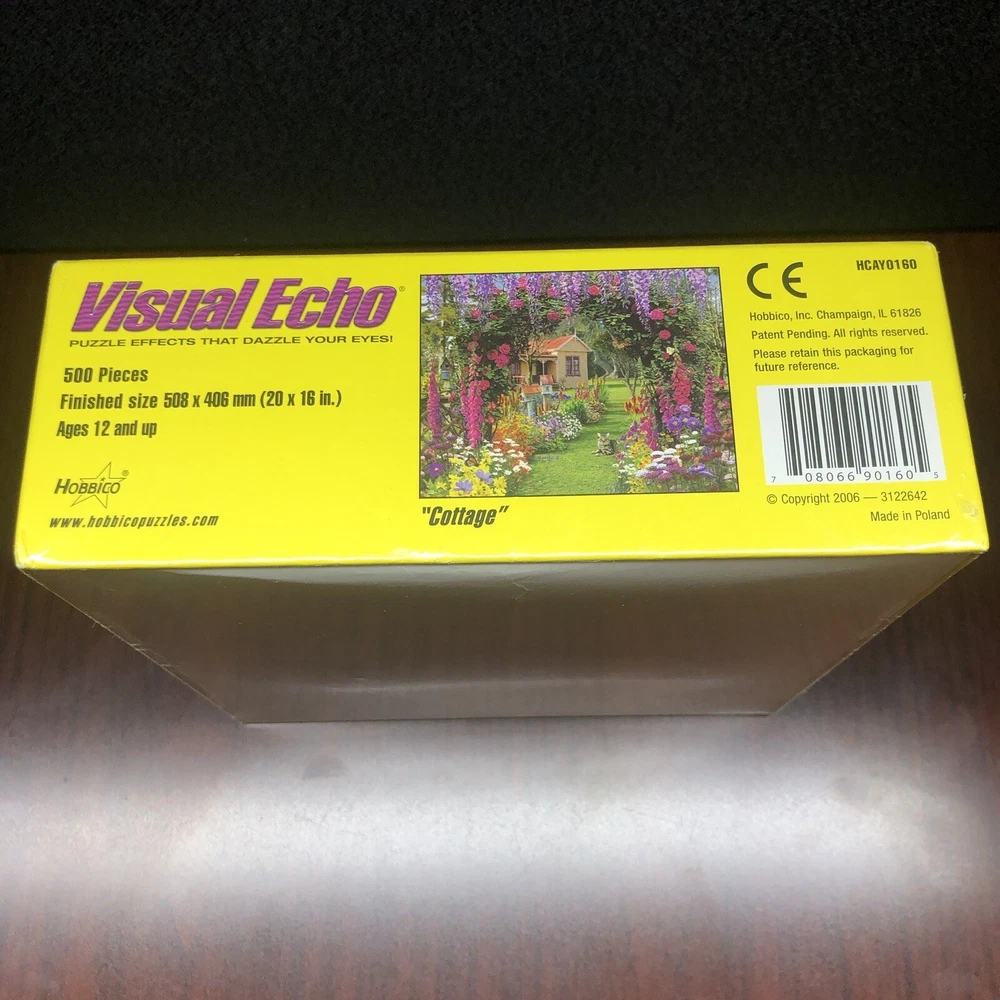 Visual Echo®
PUZZLE EFFECTS THAT DAZZLE YOUR EYES!
500 Pieces
Finished size 508 x 406 mm (20 x 16 in.)
Ages 12 and up
HOBBICO®
www.hobbicopuzzles.com
"Cottage"
CE
HCAY0160
Hobbico, Inc. Champaign, IL 61826
Patent Pending. All rights reserved.
Please retain this packaging for
future reference.
7 08066 90160 5
© Copyright 2006 — 3122642
Made in Poland